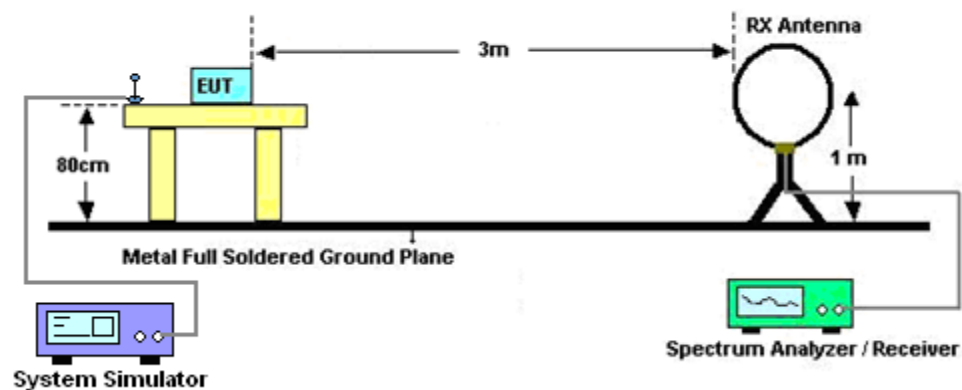 RX Antenna
3m
EUT
80cm
1 m
Metal Full Soldered Ground Plane
System Simulator
Spectrum Analyzer / Receiver